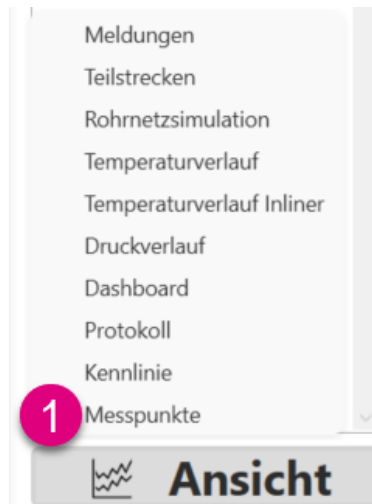 Meldungen
Teilstrecken
Rohrnetzsimulation
Temperaturverlauf
Temperaturverlauf Inliner
Druckverlauf
Dashboard
Protokoll
Kennlinie
1 Messpunkte
Ansicht